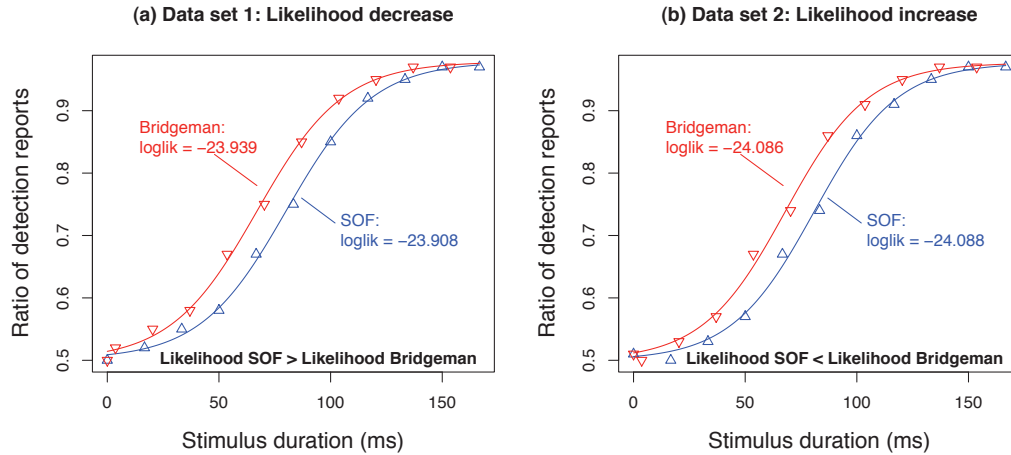 (a) Data set 1: Likelihood decrease
Ratio of detection reports
0.9
0.8
0.7
0.6
0.5
Bridgeman:
loglik = −23.939
SOF:
loglik = −23.908
Likelihood SOF > Likelihood Bridgeman
0
50
100
150
Stimulus duration (ms)
(b) Data set 2: Likelihood increase
Ratio of detection reports
0.9
0.8
0.7
0.6
0.5
Bridgeman:
loglik = −24.086
SOF:
loglik = −24.088
Likelihood SOF < Likelihood Bridgeman
0
50
100
150
Stimulus duration (ms)